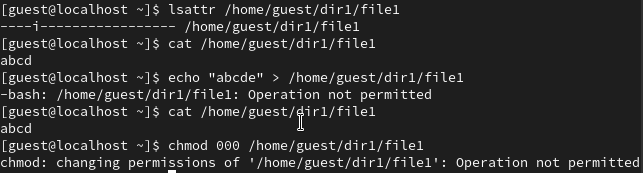 [guest@localhost ~]$ lsattr /home/guest/dir1/file1
----i----------------- /home/guest/dir1/file1
[guest@localhost ~]$ cat /home/guest/dir1/file1
abcd
[guest@localhost ~]$ echo "abcde" > /home/guest/dir1/file1
-bash: /home/guest/dir1/file1: Operation not permitted
[guest@localhost ~]$ cat /home/guest/dir1/file1
abcd
[guest@localhost ~]$ chmod 000 /home/guest/dir1/file1
chmod: changing permissions of '/home/guest/dir1/file1': Operation not permitted